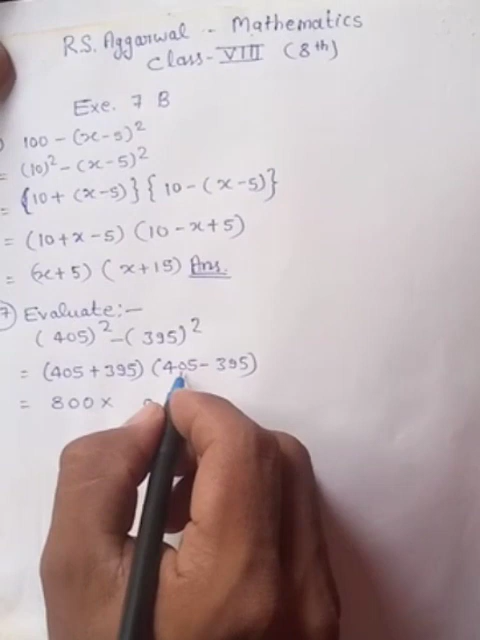 R.S. Aggarwal - Mathematics
Class-VIII (8th)
Exe. 7 B
100 - (x-5)²
= (10)² - (x-5)²
= {10 + (x-5)} {10 - (x-5)}
= (10+x-5) (10-x+5)
= (x+5) (x+15) Ans.
7) Evaluate:-
(405)² - (395)²
= (405+395) (405-395)
= 800 ×